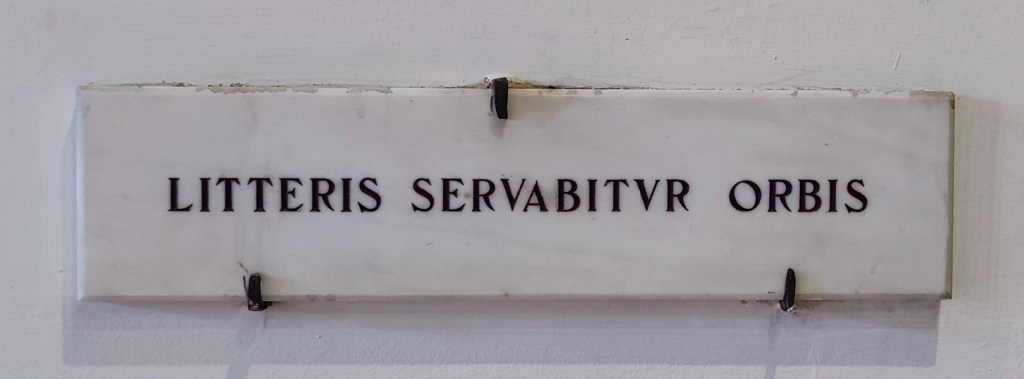 LITTERIS SERVABITVR ORBIS